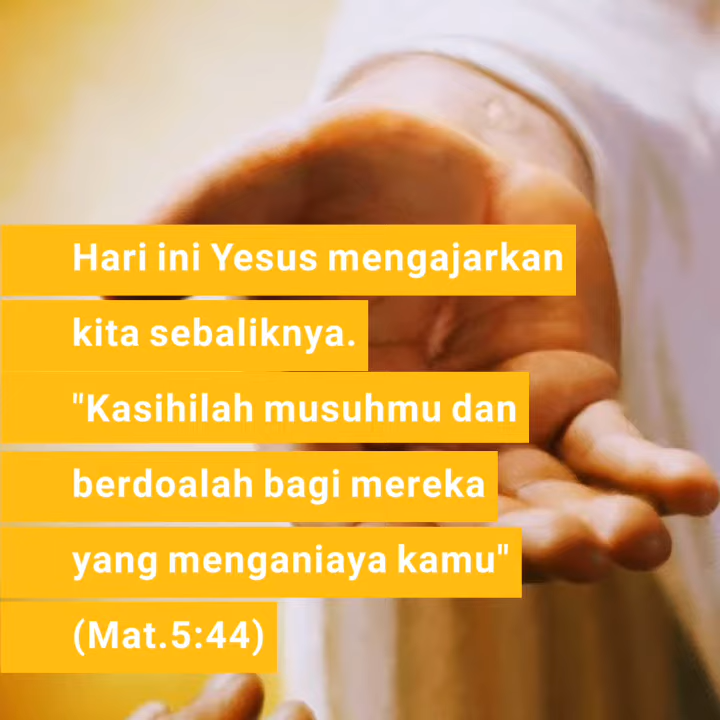 Hari ini Yesus mengajarkan
kita sebaliknya.
"Kasihilah musuhmu dan
berdoalah bagi mereka
yang menganiaya kamu"
(Mat.5:44)